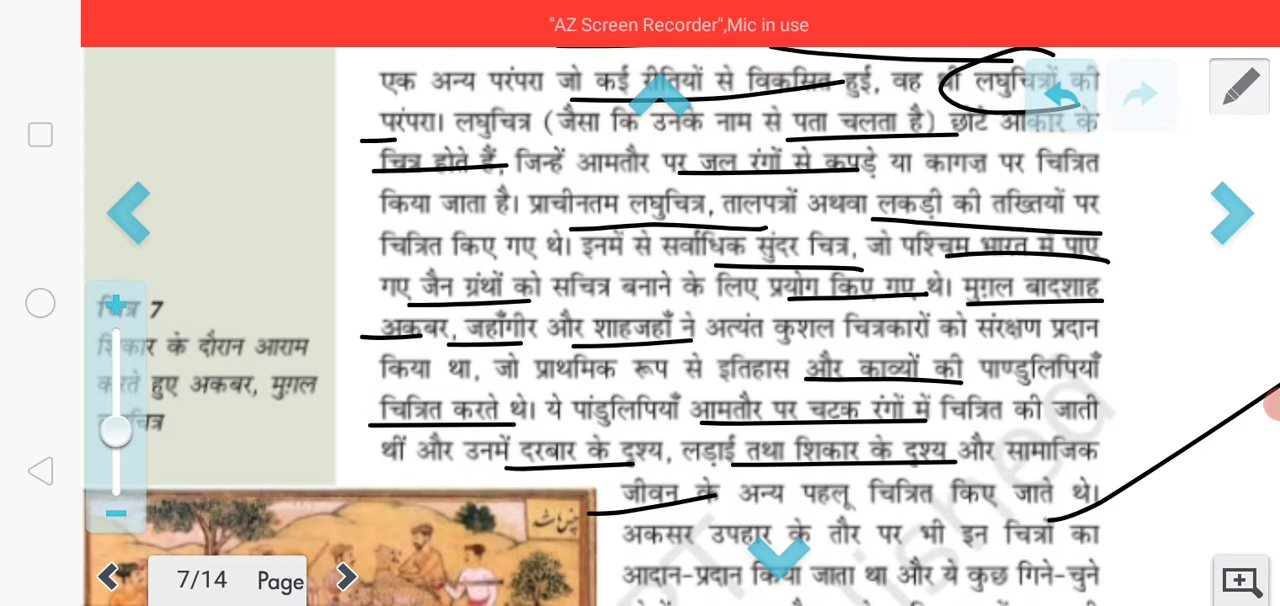 "AZ Screen Recorder",Mic in use
एक अन्य परंपरा जो कई रीतियों से विकसित हुई, वह थी लघुचित्रों की
परंपरा। लघुचित्र (जैसा कि उनके नाम से पता चलता है) छोटे आकार के
चित्र होते हैं, जिन्हें आमतौर पर जल रंगों से कपड़े या कागज़ पर चित्रित
किया जाता है। प्राचीनतम लघुचित्र, तालपत्रों अथवा लकड़ी की तख्तियों पर
चित्रित किए गए थे। इनमें से सर्वाधिक सुंदर चित्र, जो पश्चिम भारत में पाए
गए जैन ग्रंथों को सचित्र बनाने के लिए प्रयोग किए गए थे। मुग़ल बादशाह
अकबर, जहाँगीर और शाहजहाँ ने अत्यंत कुशल चित्रकारों को संरक्षण प्रदान
किया था, जो प्राथमिक रूप से इतिहास और काव्यों की पाण्डुलिपियाँ
चित्रित करते थे। ये पांडुलिपियाँ आमतौर पर चटक रंगों में चित्रित की जाती
थीं और उनमें दरबार के दृश्य, लड़ाई तथा शिकार के दृश्य और सामाजिक
जीवन के अन्य पहलू चित्रित किए जाते थे।
अकसर उपहार के तौर पर भी इन चित्रों का
आदान-प्रदान किया जाता था और ये कुछ गिने-चुने
चित्र 7
शिकार के दौरान आराम
करते हुए अकबर, मुग़ल
7/14 Page